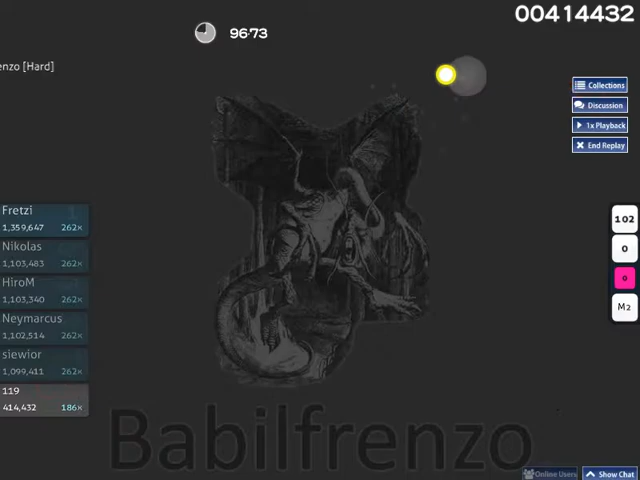 00414432
96.73
enzo [Hard]
Collections
Discussion
1x Playback
End Replay
Fretzi
1,359,647 262x
Nikolas
1,103,483 262x
HiroM
1,103,340 262x
Neymarcus
1,102,514 262x
siewior
1,099,411 262x
119
414,432 186x
102
0
0
M2
Babilfrenzo
Online Users
Show Chat